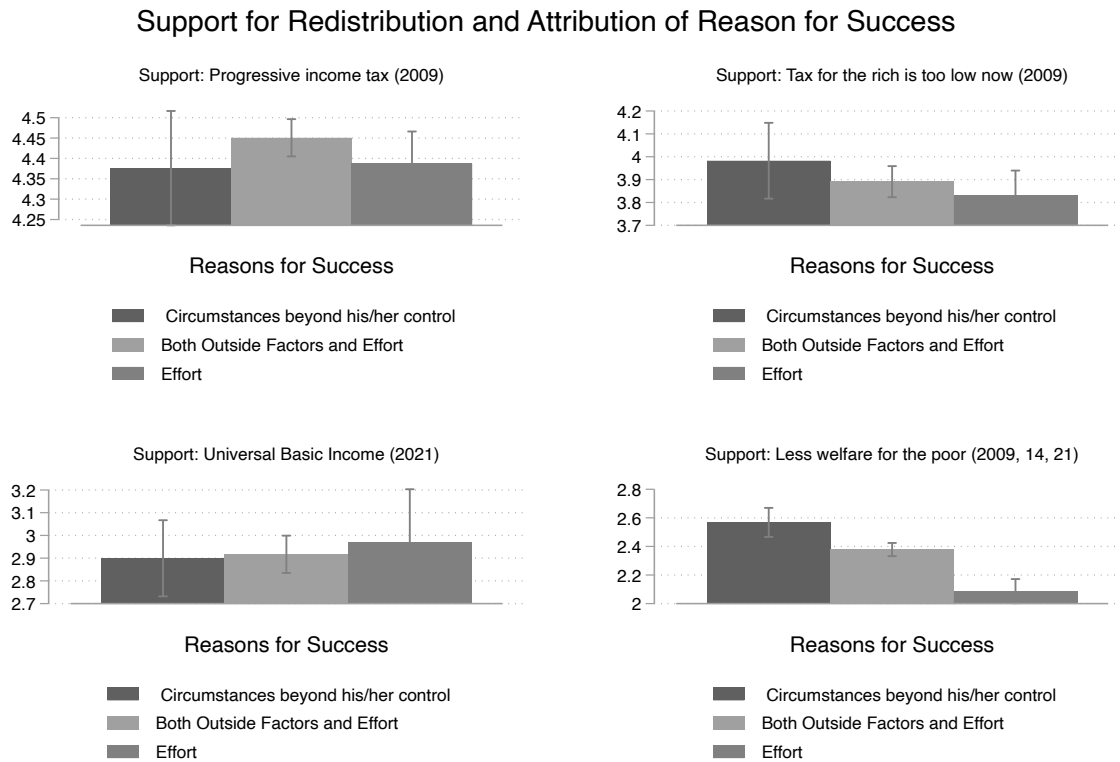 Support for Redistribution and Attribution of Reason for Success
Support: Progressive income tax (2009)
4.5
4.45
4.4
4.35
4.3
4.25
Reasons for Success
Circumstances beyond his/her control
Both Outside Factors and Effort
Effort
Support: Tax for the rich is too low now (2009)
4.2
4.1
4
3.9
3.8
3.7
Reasons for Success
Circumstances beyond his/her control
Both Outside Factors and Effort
Effort
Support: Universal Basic Income (2021)
3.2
3.1
3
2.9
2.8
2.7
Reasons for Success
Circumstances beyond his/her control
Both Outside Factors and Effort
Effort
Support: Less welfare for the poor (2009, 14, 21)
2.8
2.6
2.4
2.2
2
Reasons for Success
Circumstances beyond his/her control
Both Outside Factors and Effort
Effort